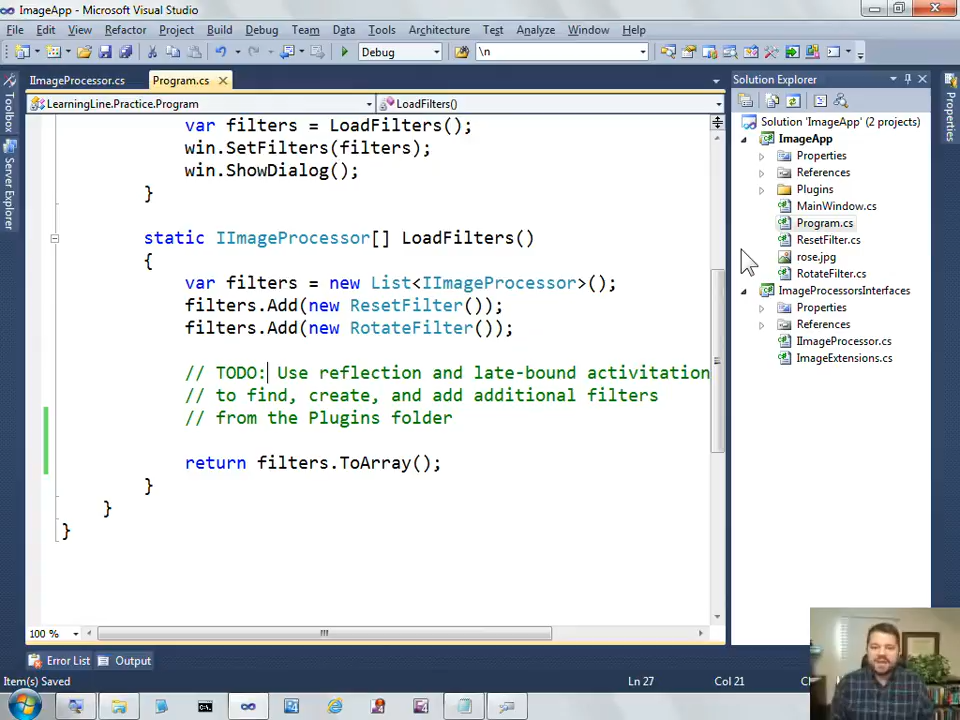 ImageApp - Microsoft Visual Studio
File Edit View Refactor Project Build Debug Team Data Tools Architecture Test Analyze Window Help
Debug \n
Toolbox
Server Explorer
IImageProcessor.cs Program.cs
LearningLine.Practice.Program LoadFilters()
var filters = LoadFilters();
win.SetFilters(filters);
win.ShowDialog();
}
static IImageProcessor[] LoadFilters()
{
var filters = new List<IImageProcessor>();
filters.Add(new ResetFilter());
filters.Add(new RotateFilter());
// TODO: Use reflection and late-bound activitation
// to find, create, and add additional filters
// from the Plugins folder
return filters.ToArray();
}
}
}
100 %
Solution Explorer
Solution 'ImageApp' (2 projects)
ImageApp
Properties
References
Plugins
MainWindow.cs
Program.cs
ResetFilter.cs
rose.jpg
RotateFilter.cs
ImageProcessorsInterfaces
Properties
References
IImageProcessor.cs
ImageExtensions.cs
Properties
Error List Output
Item(s) Saved Ln 27 Col 21